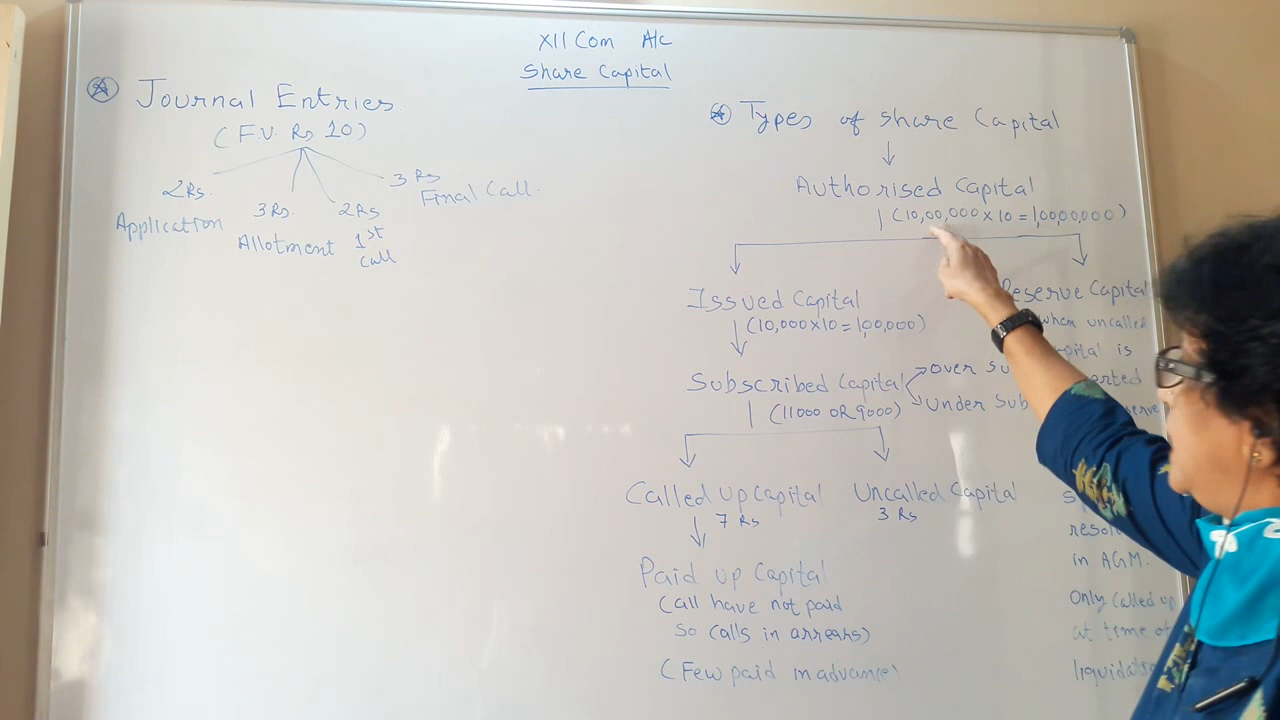 XII Com A/c
Share Capital
Journal Entries
(F.V. Rs 10)
2 Rs.
Application
3 Rs.
Allotment
2 Rs
1st
call
3 Rs
Final Call.
Types of share Capital
Authorised Capital
(10,00,000 x 10 = 1,00,00,000)
Issued Capital
(10,000 x 10 = 1,00,000)
Subscribed Capital
(11000 OR 9000)
over
Under Sub
Called up Capital
7 Rs
Uncalled Capital
3 Rs
Paid up Capital
(all have not paid
so calls in arrears)
(Few paid in advance)
Reserve Capital
when uncalled
is
in AGM.
Only called up
at time of